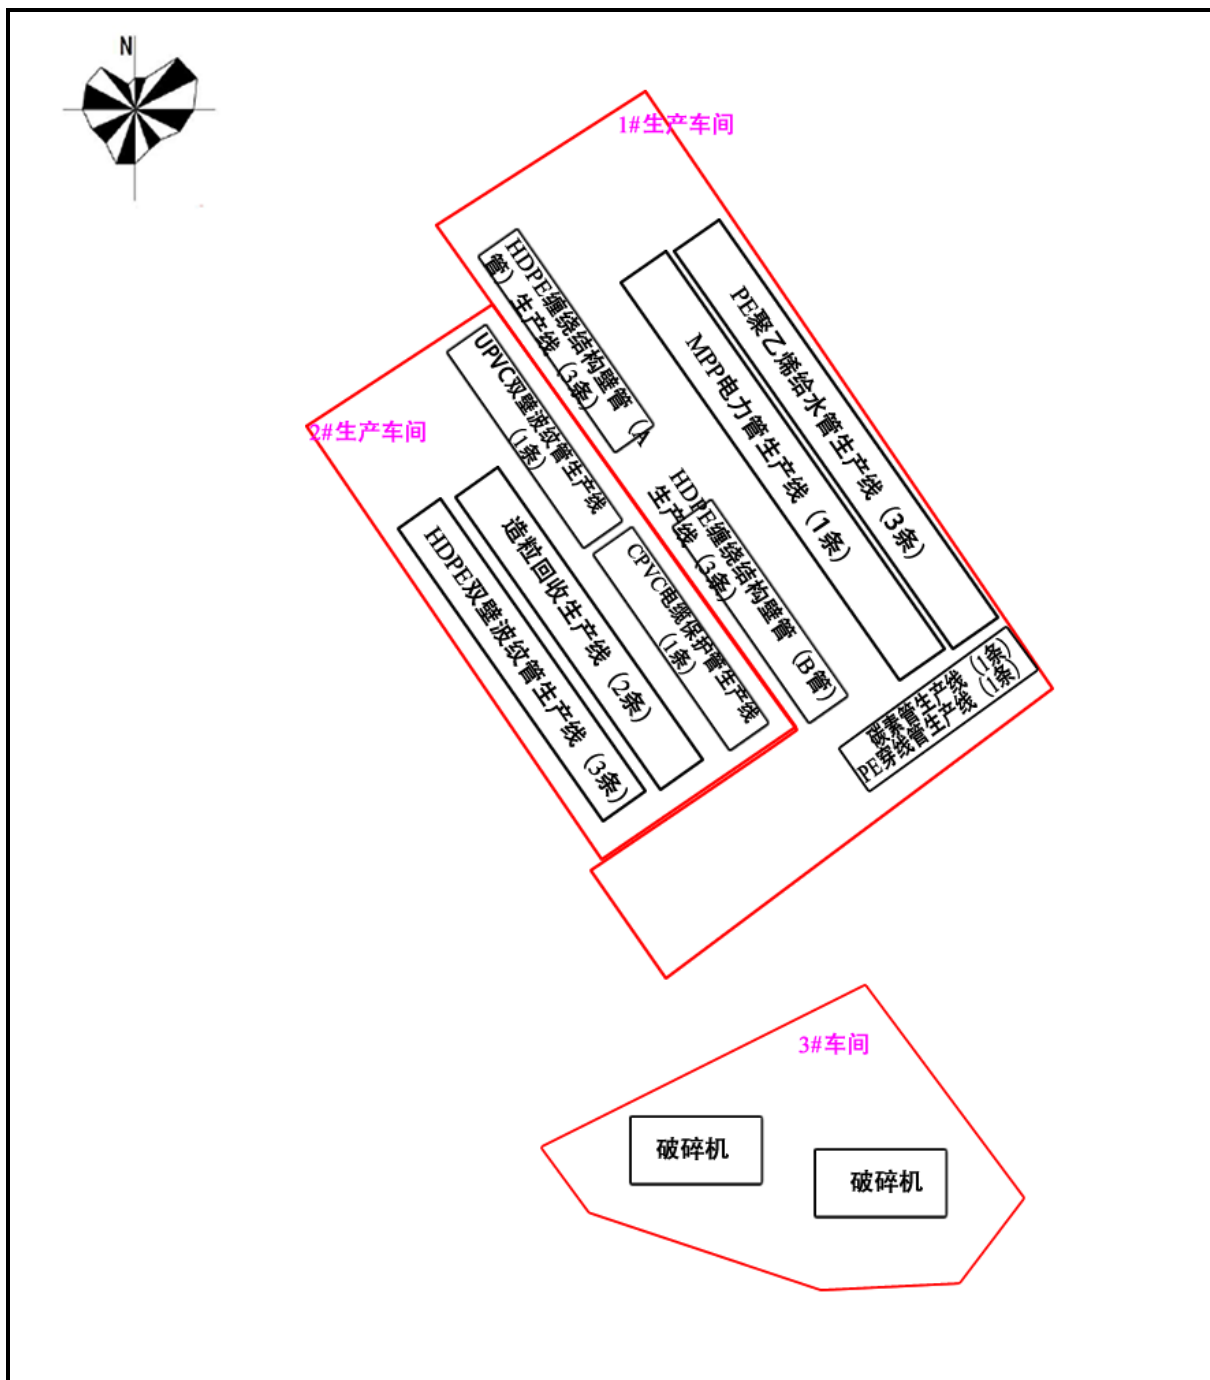 N
1#生产车间
HDPE缠绕结构壁管（A
管）生产线（3条）
PE聚乙烯给水管生产线（3条）
MPP电力管生产线（1条）
UPVC双壁波纹管生产线
（1条）
2#生产车间
HDPE缠绕结构壁管（B管）
生产线（3条）
造粒回收生产线（2条）
HDPE双壁波纹管生产线（3条）
CPVC电缆保护管生产线
（1条）
碳素管生产线（1条）
PE穿线管生产线（1条）
3#车间
破碎机
破碎机